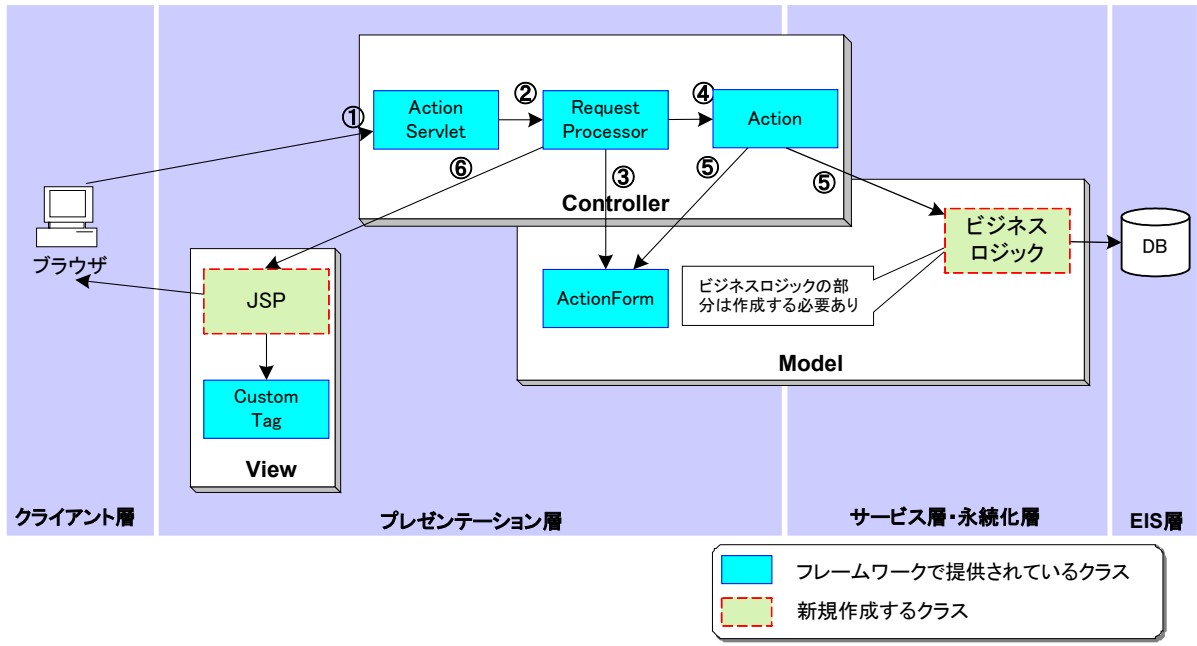 ①
Action
Servlet
②
Request
Processor
④
Action
⑥
③
⑤
⑤
Controller
ブラウザ
JSP
Custom
Tag
View
ActionForm
ビジネスロジックの部
分は作成する必要あり
ビジネス
ロジック
Model
DB
クライアント層
プレゼンテーション層
サービス層・永続化層
EIS層
フレームワークで提供されているクラス
新規作成するクラス